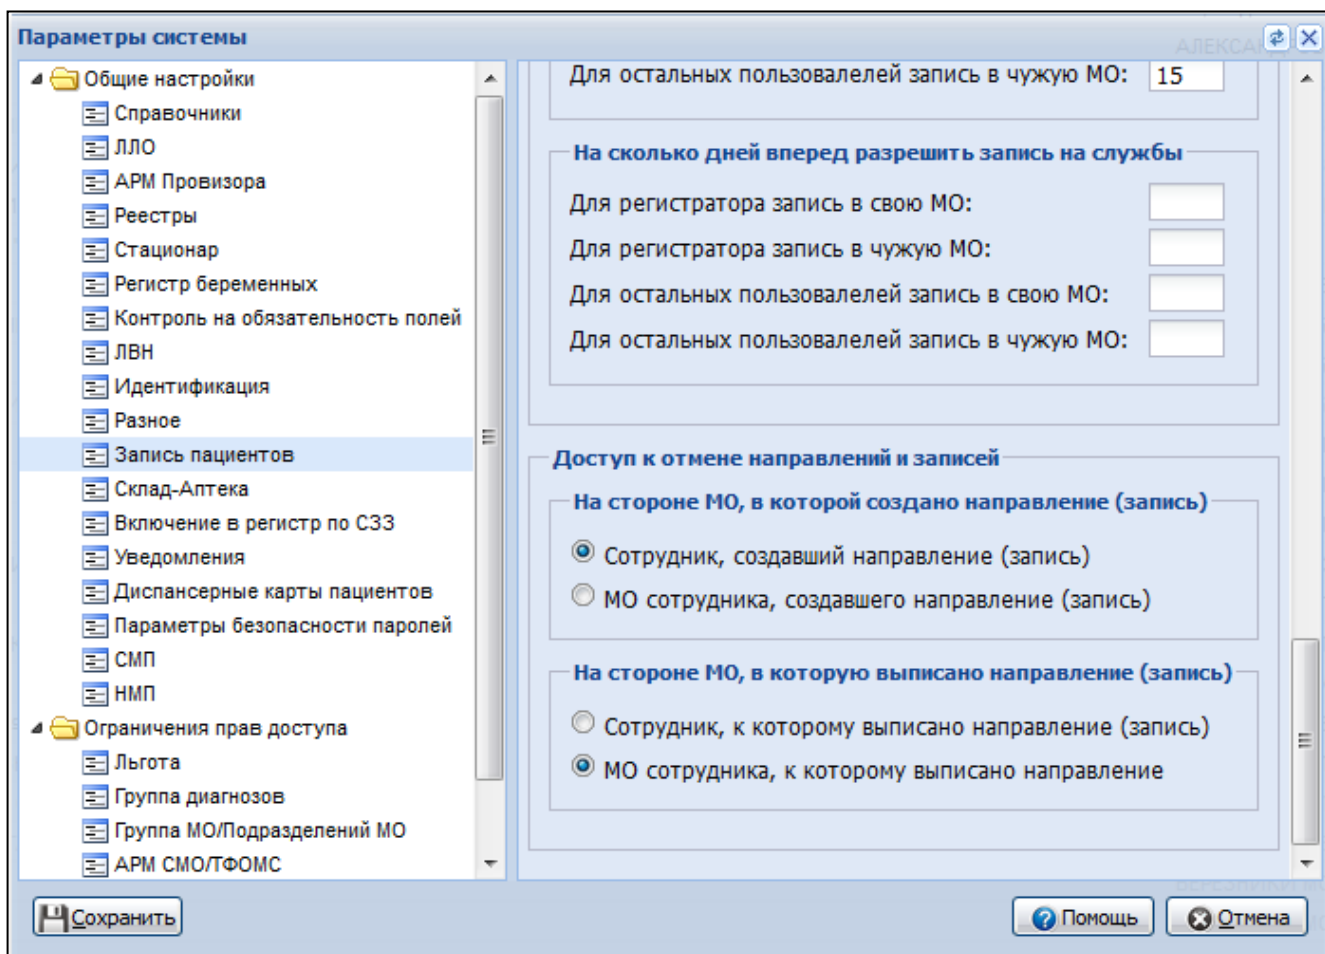 Параметры системы
Общие настройки
Справочники
ЛЛО
АРМ Провизора
Реестры
Стационар
Регистр беременных
Контроль на обязательность полей
ЛВН
Идентификация
Разное
Запись пациентов
Склад-Аптека
Включение в регистр по СЗЗ
Уведомления
Диспансерные карты пациентов
Параметры безопасности паролей
СМП
НМП
Ограничения прав доступа
Льгота
Группа диагнозов
Группа МО/Подразделений МО
АРМ СМО/ТФОМС
Для остальных пользовалелей запись в чужую МО: 15
На сколько дней вперед разрешить запись на службы
Для регистратора запись в свою МО:
Для регистратора запись в чужую МО:
Для остальных пользовалелей запись в свою МО:
Для остальных пользовалелей запись в чужую МО:
Доступ к отмене направлений и записей
На стороне МО, в которой создано направление (запись)
Сотрудник, создавший направление (запись)
МО сотрудника, создавшего направление (запись)
На стороне МО, в которую выписано направление (запись)
Сотрудник, к которому выписано направление (запись)
МО сотрудника, к которому выписано направление
Сохранить
Помощь
Отмена